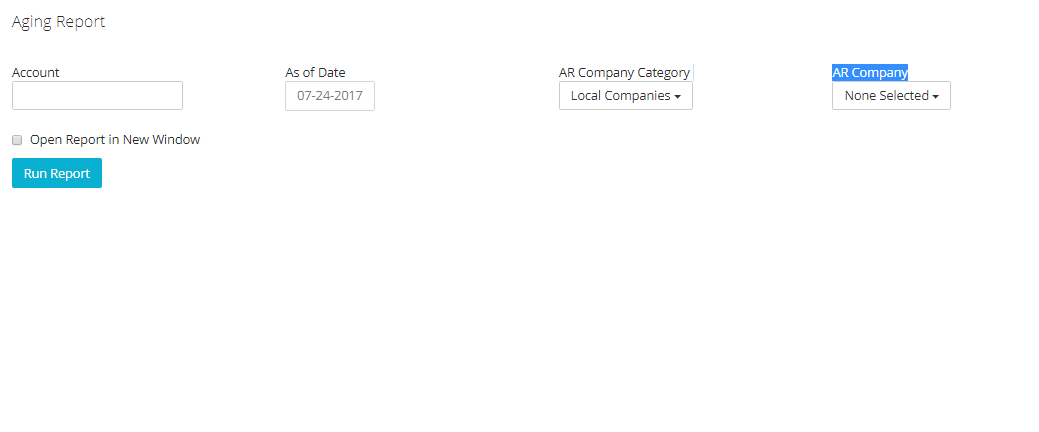 Aging Report
Account As of Date AR Company Category AR Company
07-24-2017 Local Companies None Selected
Open Report in New Window
Run Report